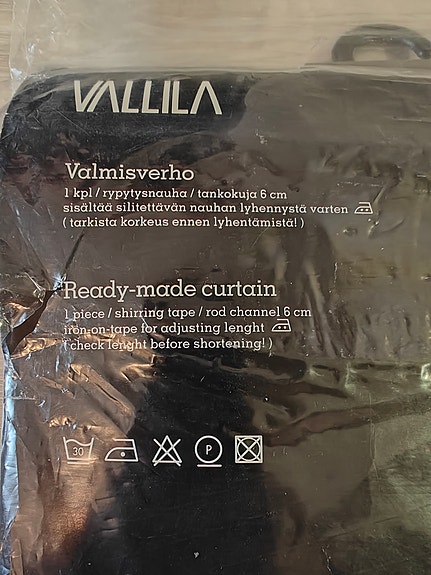 VALLILA
Valmisverho
1 kpl / rypytysnauha / tankokuja 6 cm
sisältää silitettävän nauhan lyhennystä varten
( tarkista korkeus ennen lyhentämistä! )
Ready-made curtain
1 piece / shirring tape / rod channel 6 cm
iron-on-tape for adjusting lenght
( check lenght before shortening! )
30 P